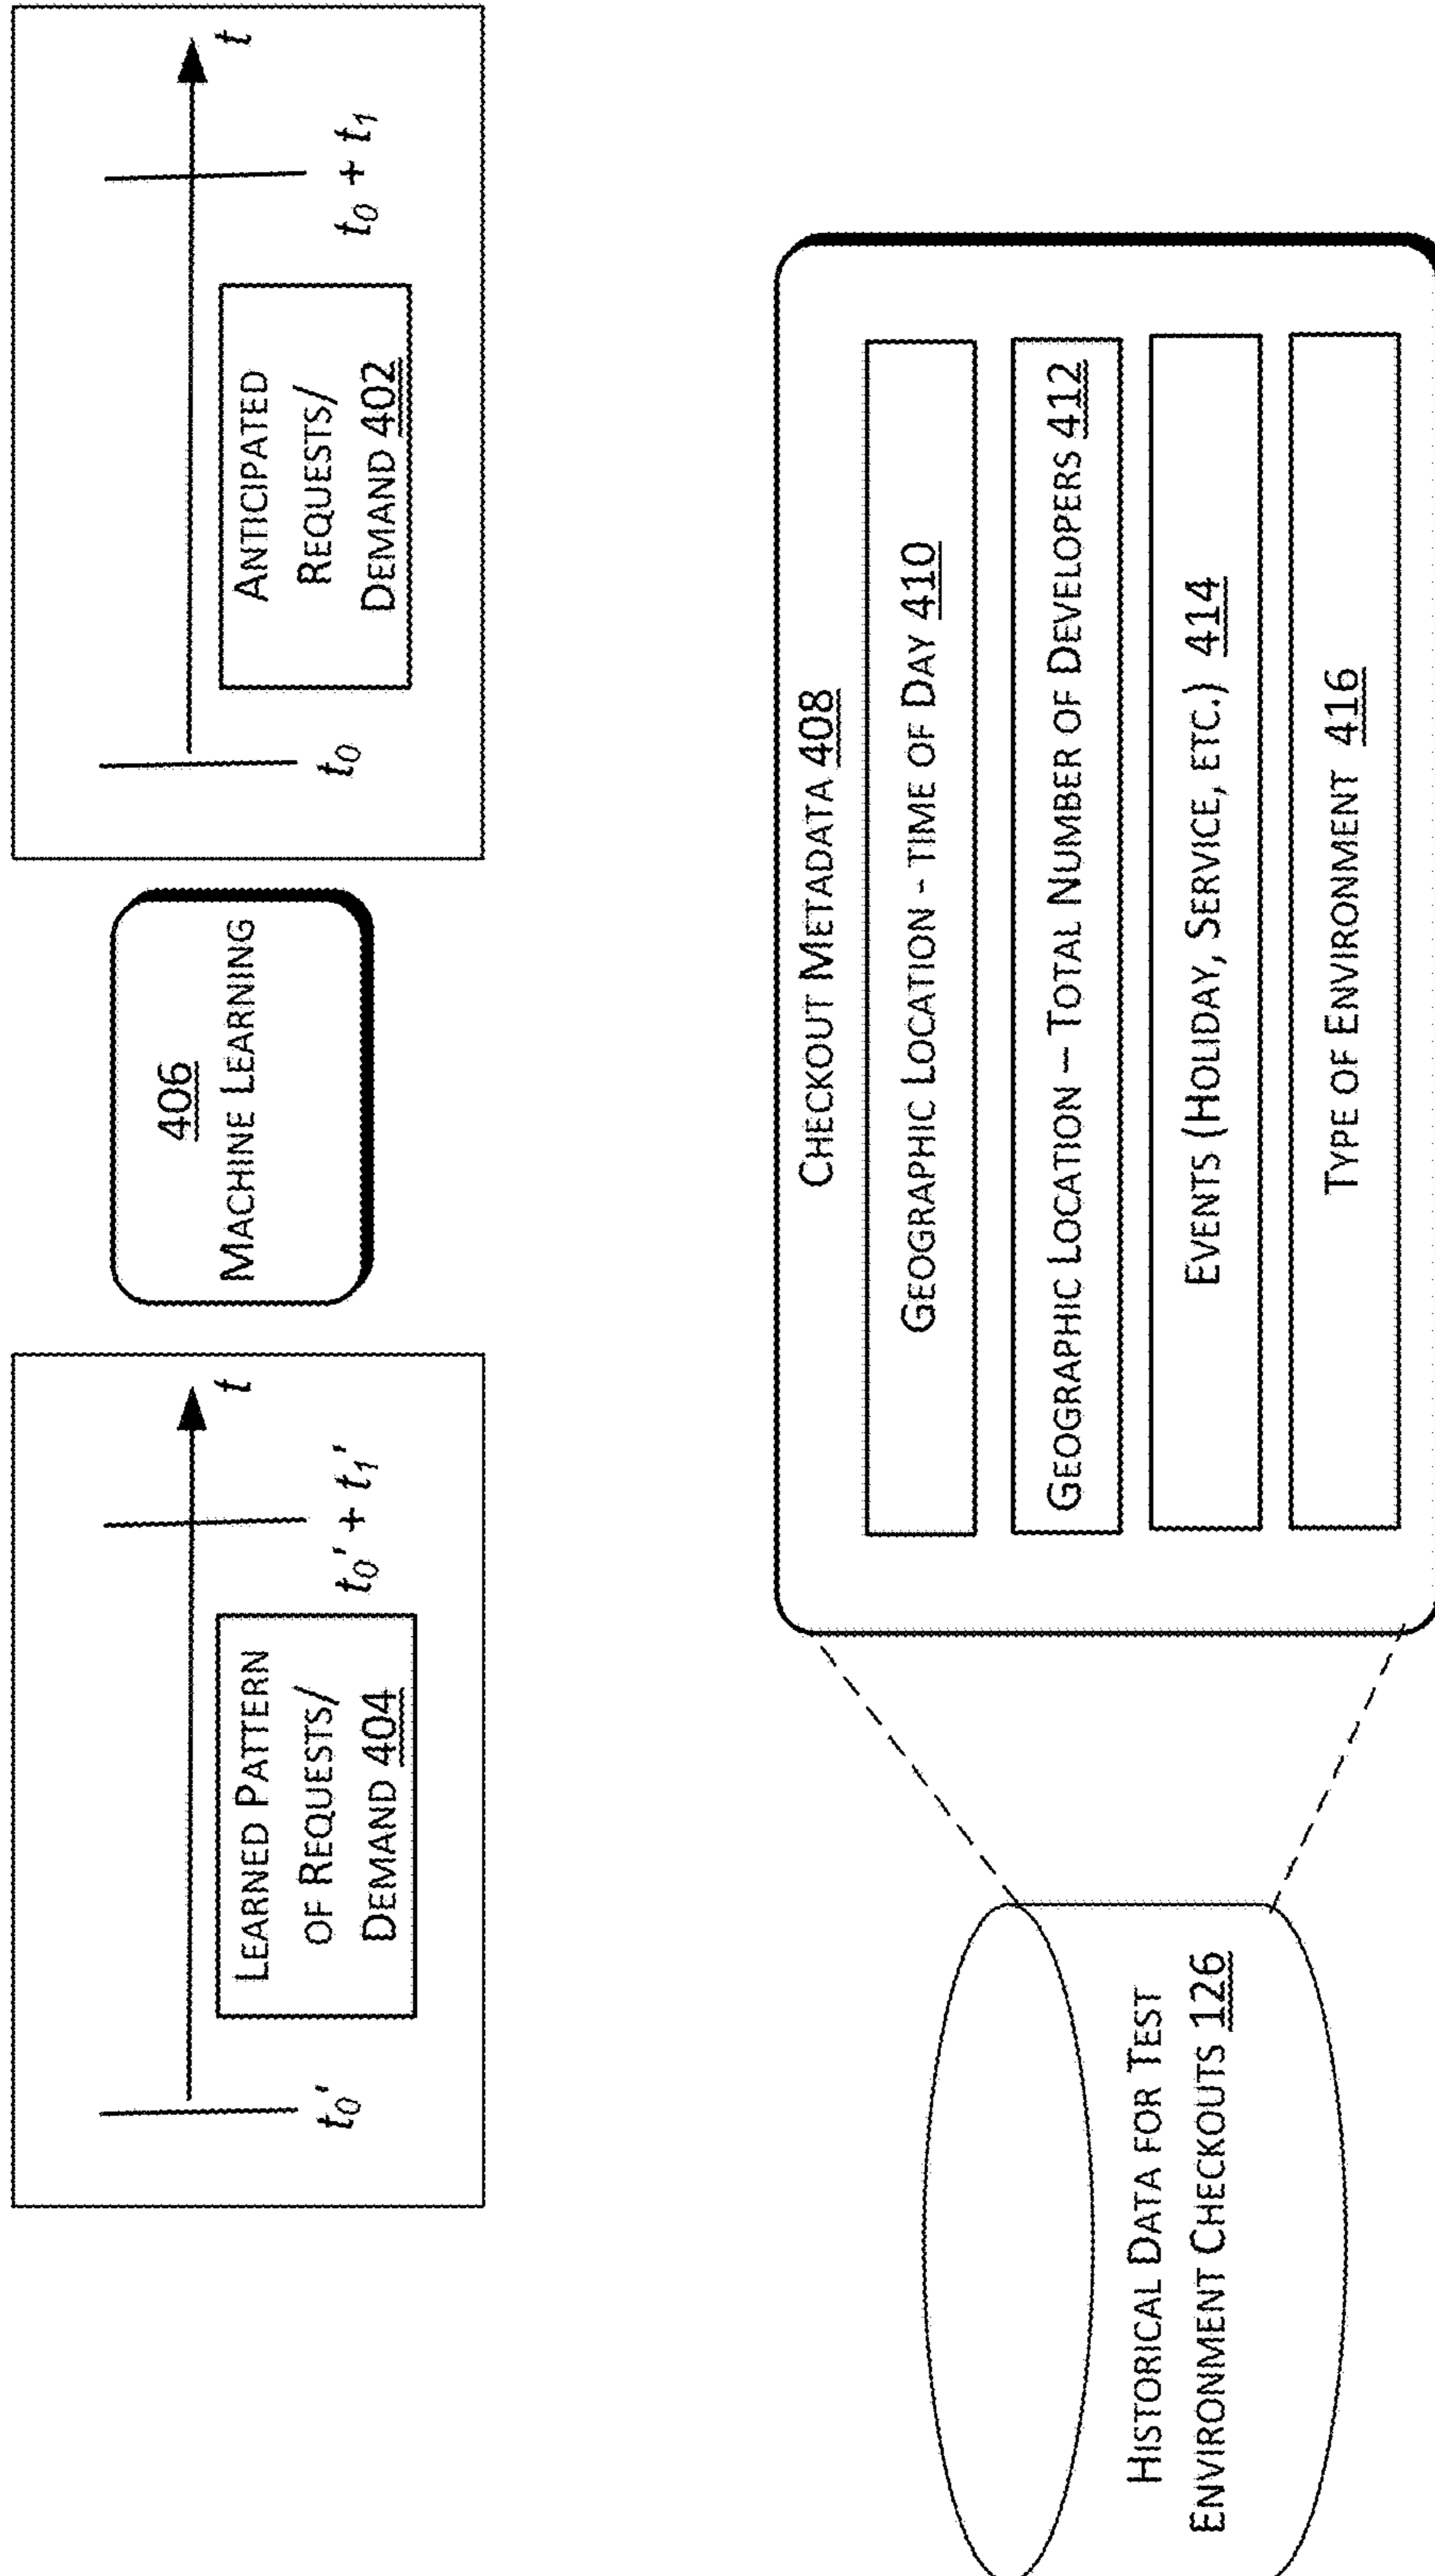 LEARNED PATTERN
OF REQUESTS/
DEMAND 404
t0'
t0' + t1'
t
406
MACHINE LEARNING
ANTICIPATED
REQUESTS/
DEMAND 402
t0
t0 + t1
t
HISTORICAL DATA FOR TEST
ENVIRONMENT CHECKOUTS 126
CHECKOUT METADATA 408
GEOGRAPHIC LOCATION - TIME OF DAY 410
GEOGRAPHIC LOCATION – TOTAL NUMBER OF DEVELOPERS 412
EVENTS (HOLIDAY, SERVICE, ETC.) 414
TYPE OF ENVIRONMENT 416